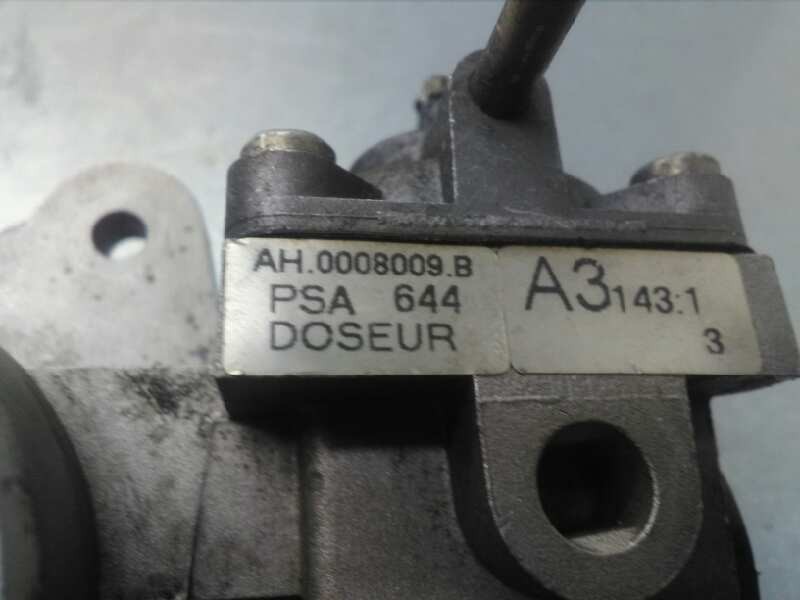 AH.0008009.B
PSA 644
DOSEUR
A3 143:1
3